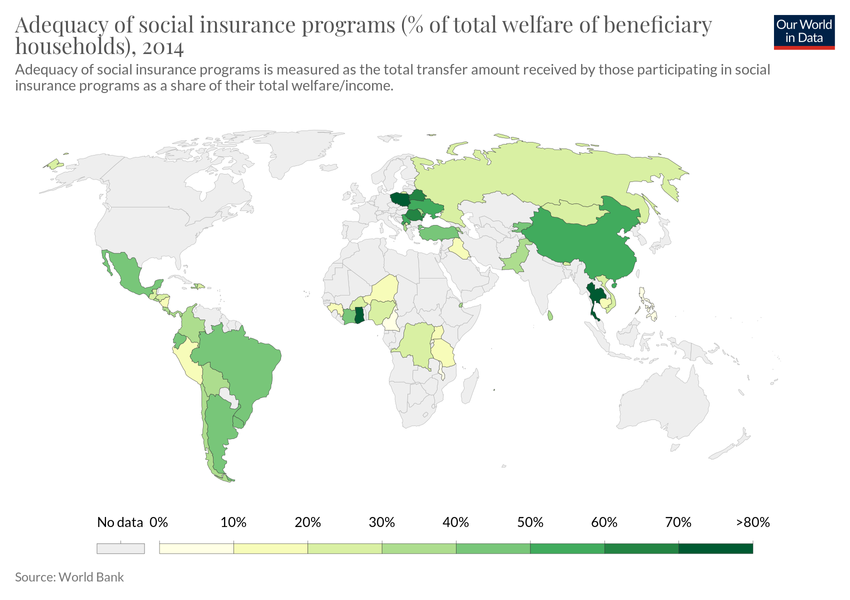 Adequacy of social insurance programs (% of total welfare of beneficiary
households), 2014
Our World
in Data
Adequacy of social insurance programs is measured as the total transfer amount received by those participating in social
insurance programs as a share of their total welfare/income.
No data 0% 10% 20% 30% 40% 50% 60% 70% >80%
Source: World Bank